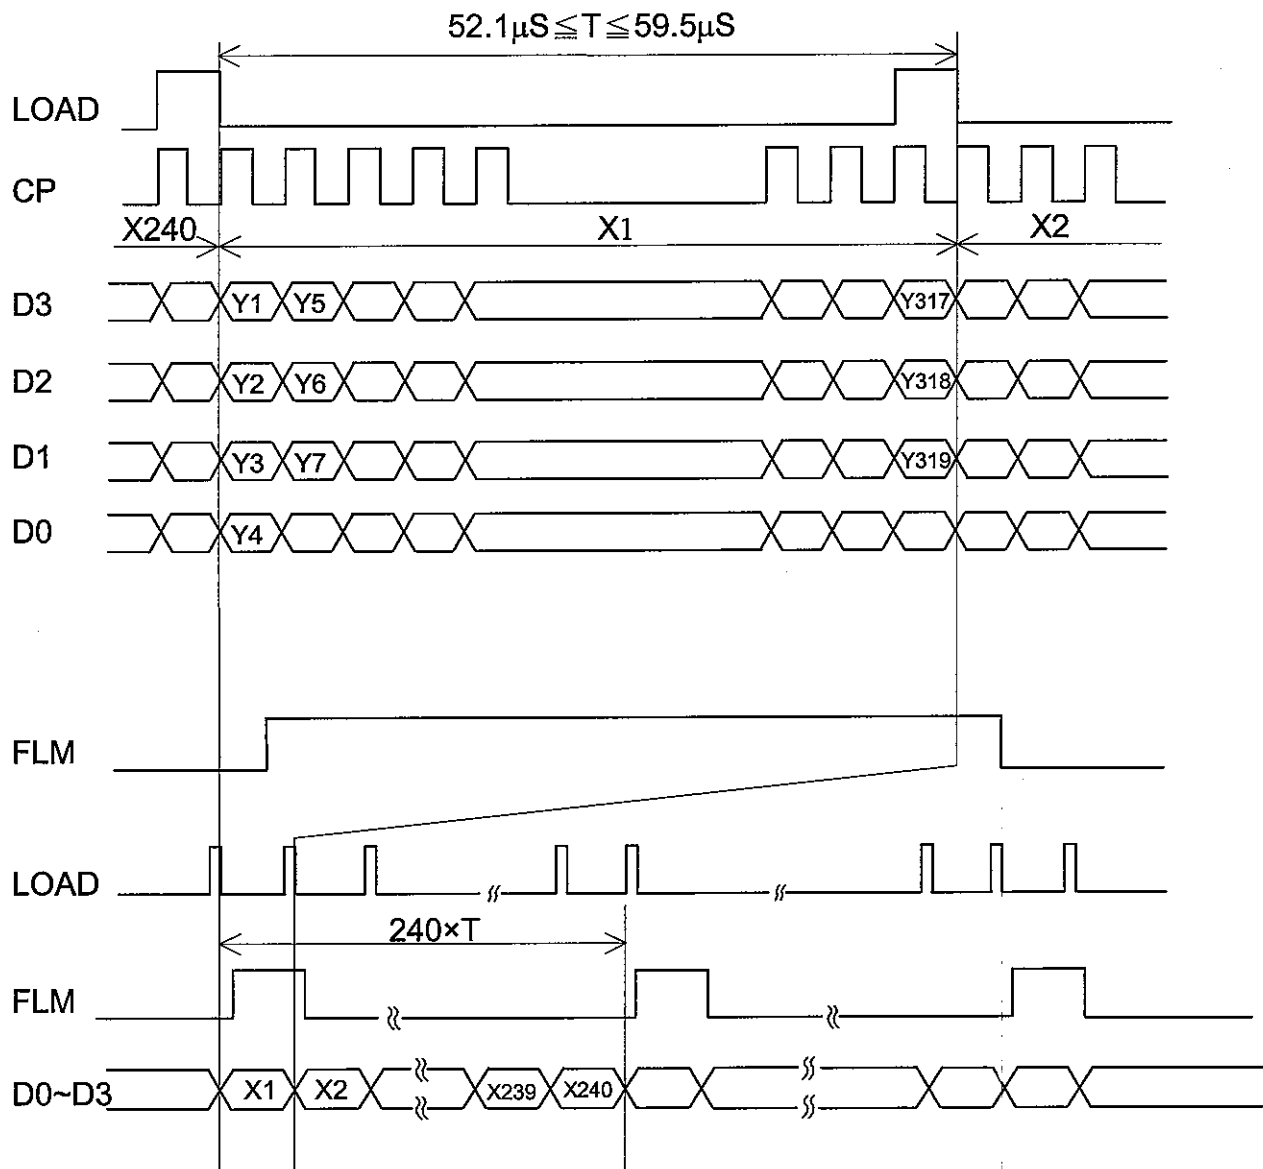 52.1μS≦T≦59.5μS
LOAD
CP
X240 X1 X2
D3 Y1 Y5 Y317
D2 Y2 Y6 Y318
D1 Y3 Y7 Y319
D0 Y4
FLM
LOAD
240×T
FLM
D0~D3 X1 X2 X239 X240